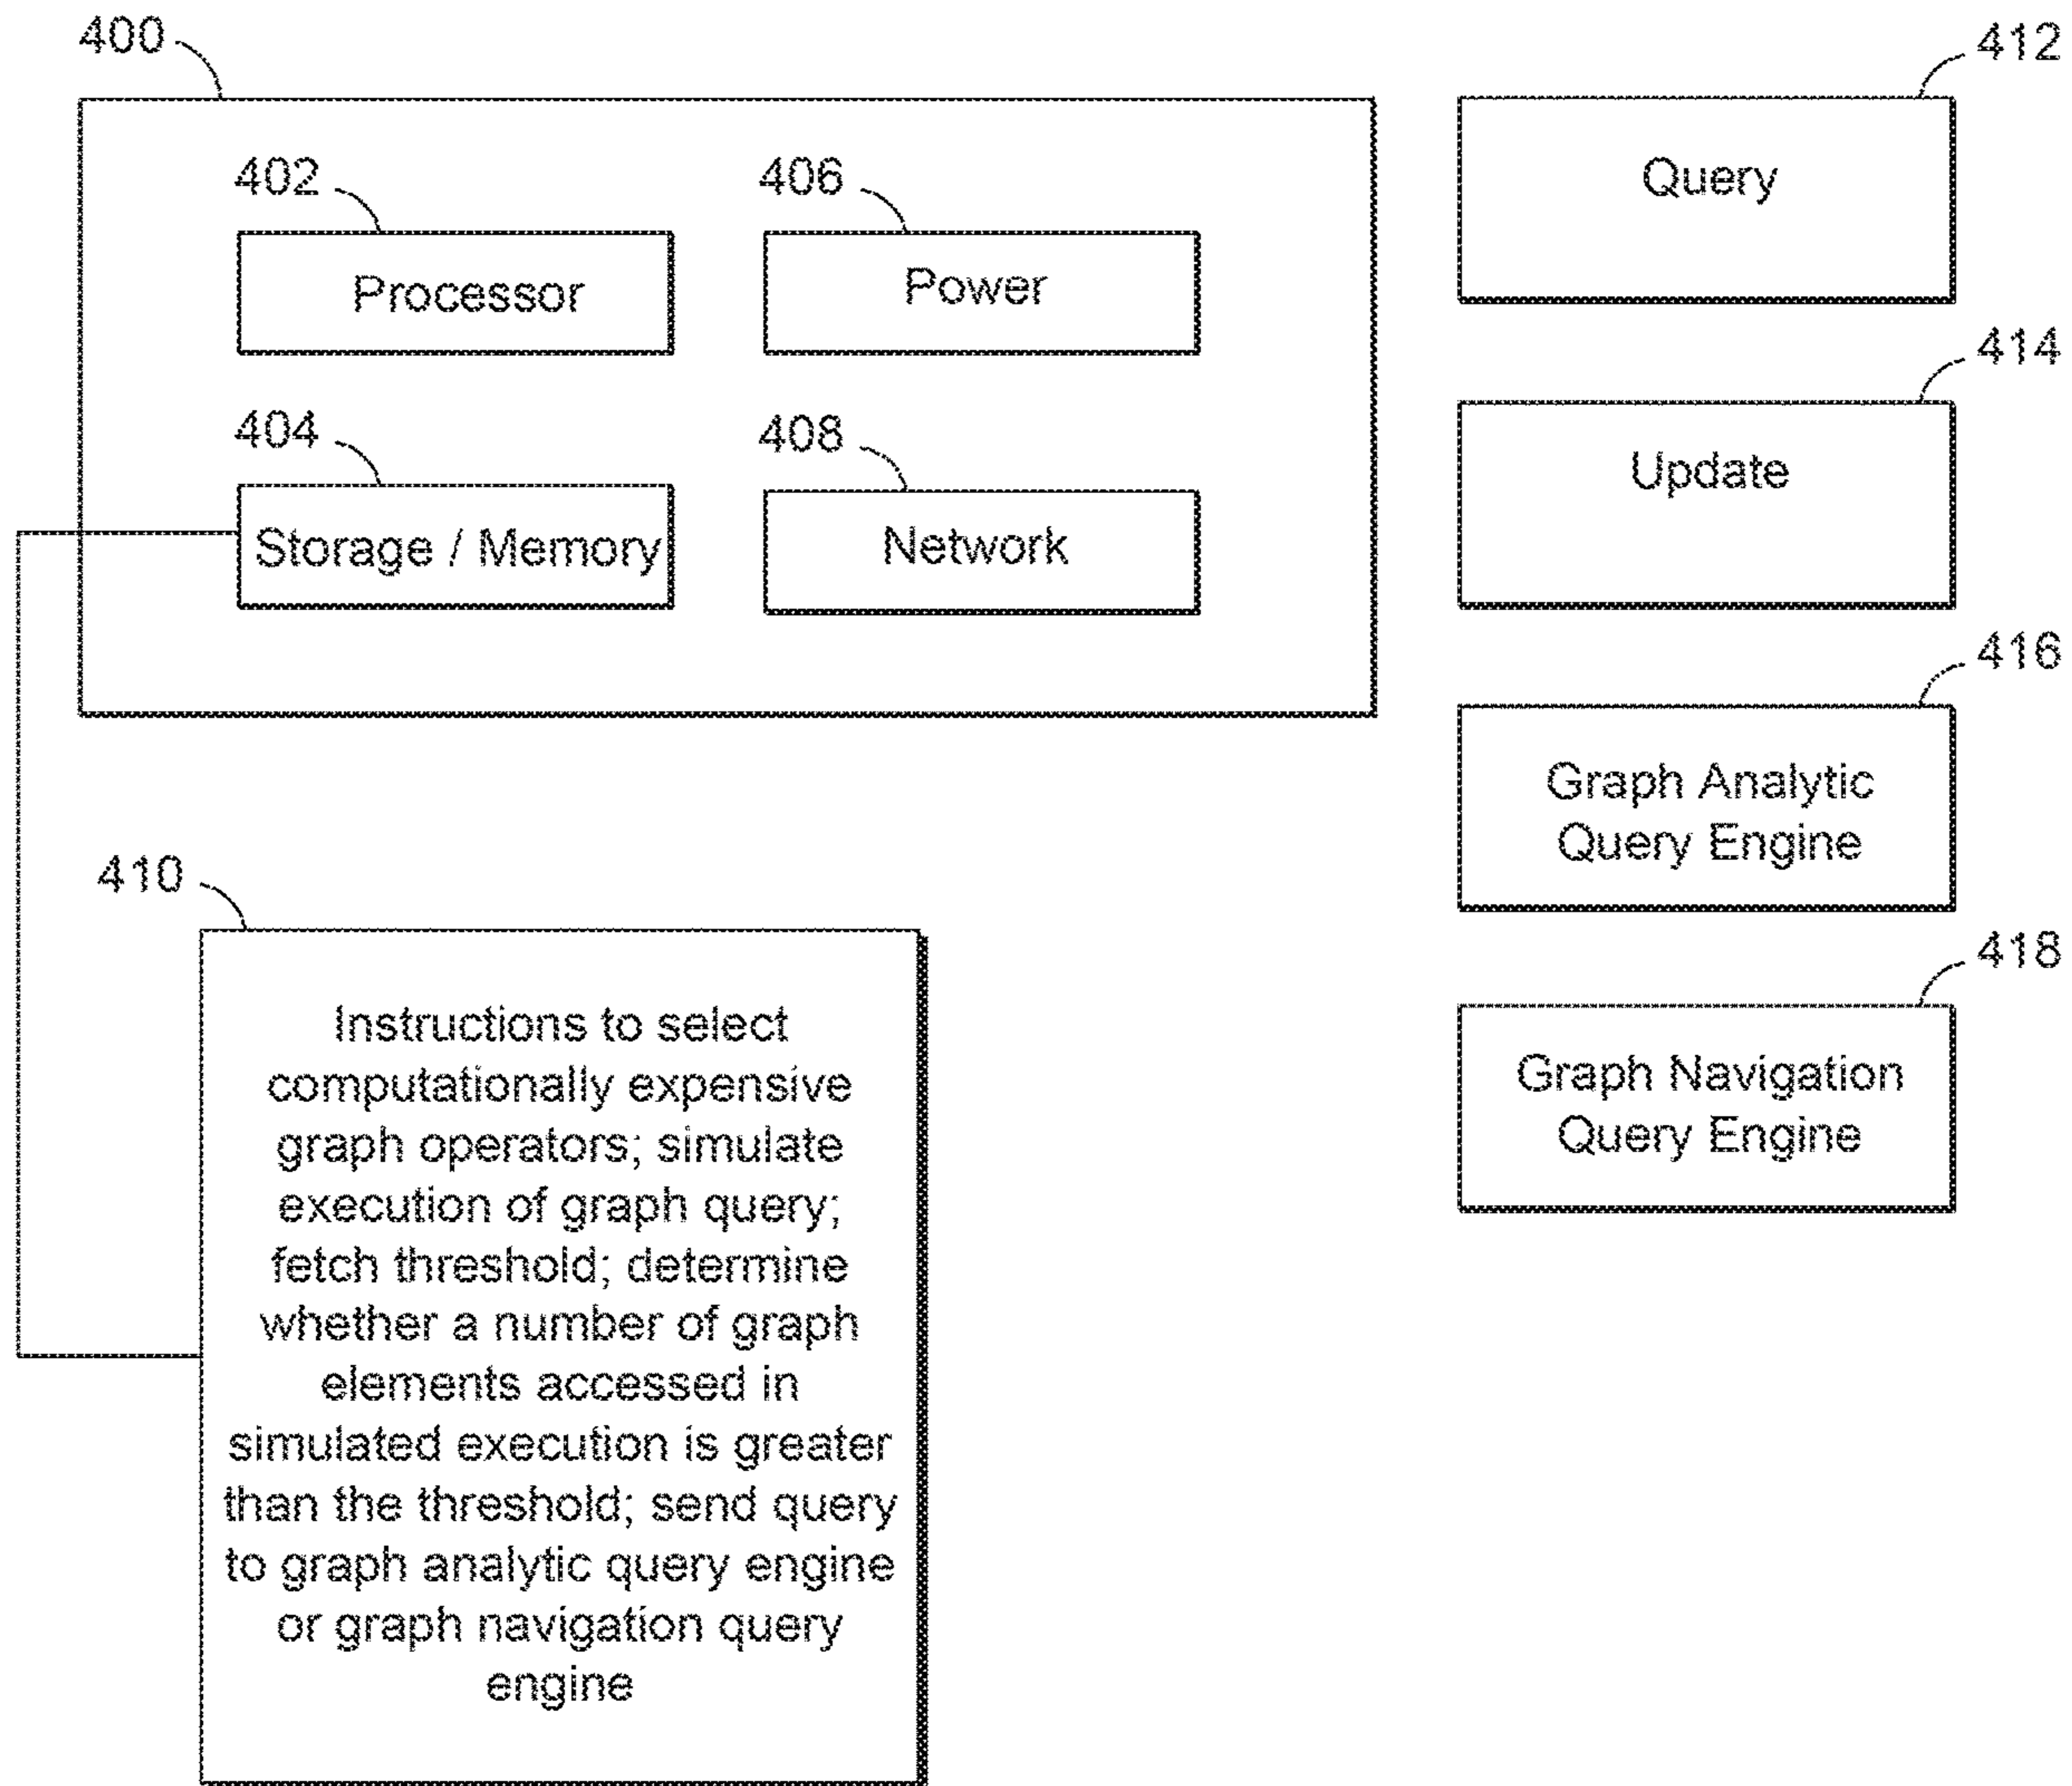 400
402
Processor
406
Power
404
Storage / Memory
408
Network
410
Instructions to select
computationally expensive
graph operators; simulate
execution of graph query;
fetch threshold; determine
whether a number of graph
elements accessed in
simulated execution is greater
than the threshold; send query
to graph analytic query engine
or graph navigation query
engine
412
Query
414
Update
416
Graph Analytic
Query Engine
418
Graph Navigation
Query Engine